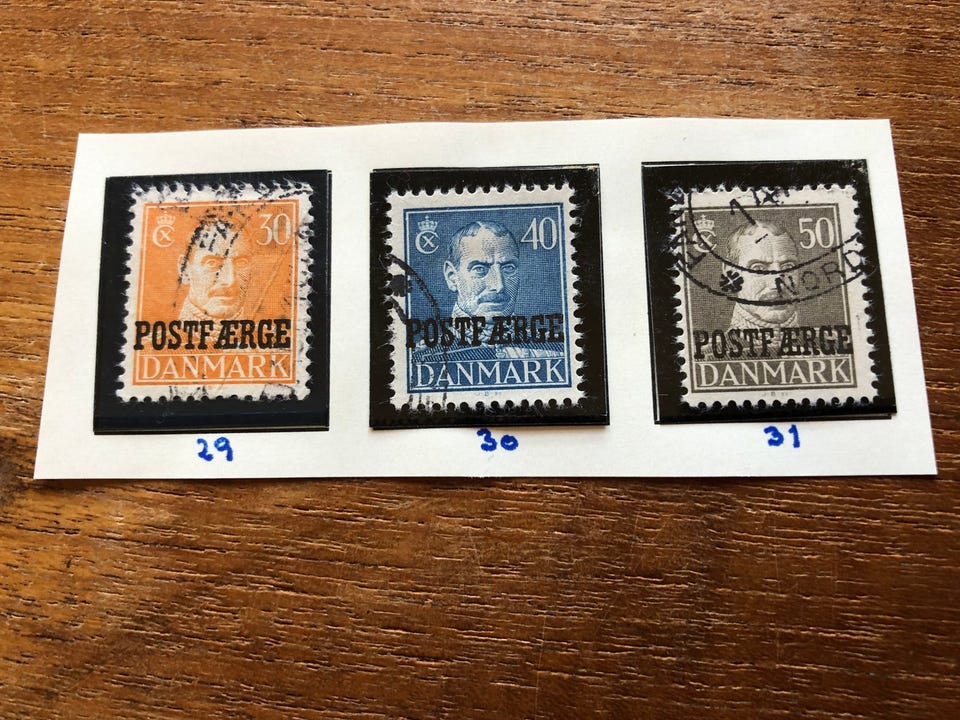 30
POSTFÆRGE
DANMARK
29
40
POSTFÆRGE
DANMARK
30
50
NORD
POSTFÆRGE
DANMARK
31